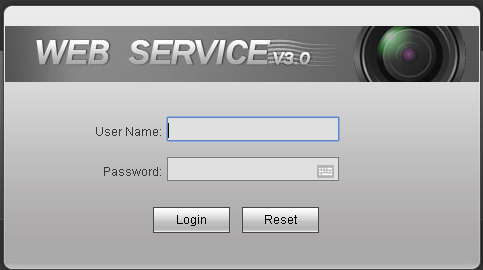 WEB SERVICE V3.0
User Name:
Password:
Login Reset